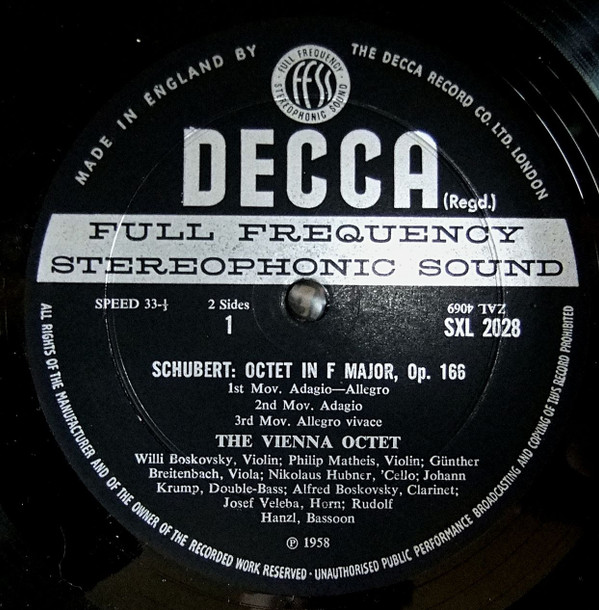 MADE IN ENGLAND BY THE DECCA RECORD CO. LTD. LONDON
FULL FREQUENCY
ffss
STEREOPHONIC SOUND
DECCA (Regd.)
FULL FREQUENCY
STEREOPHONIC SOUND
SPEED 33-⅓
2 Sides
1
ZAL 4069
SXL 2028
SCHUBERT: OCTET IN F MAJOR, Op. 166
1st Mov. Adagio—Allegro
2nd Mov. Adagio
3rd Mov. Allegro vivace
THE VIENNA OCTET
Willi Boskovsky, Violin; Philip Matheis, Violin; Günther
Breitenbach, Viola; Nikolaus Hubner, 'Cello; Johann
Krump, Double-Bass; Alfred Boskovsky, Clarinet;
Josef Veleba, Horn; Rudolf
Hanzl, Bassoon
℗ 1958
ALL RIGHTS OF THE MANUFACTURER AND OF THE OWNER OF THE RECORDED WORK RESERVED · UNAUTHORISED PUBLIC PERFORMANCE BROADCASTING AND COPYING OF THIS RECORD PROHIBITED